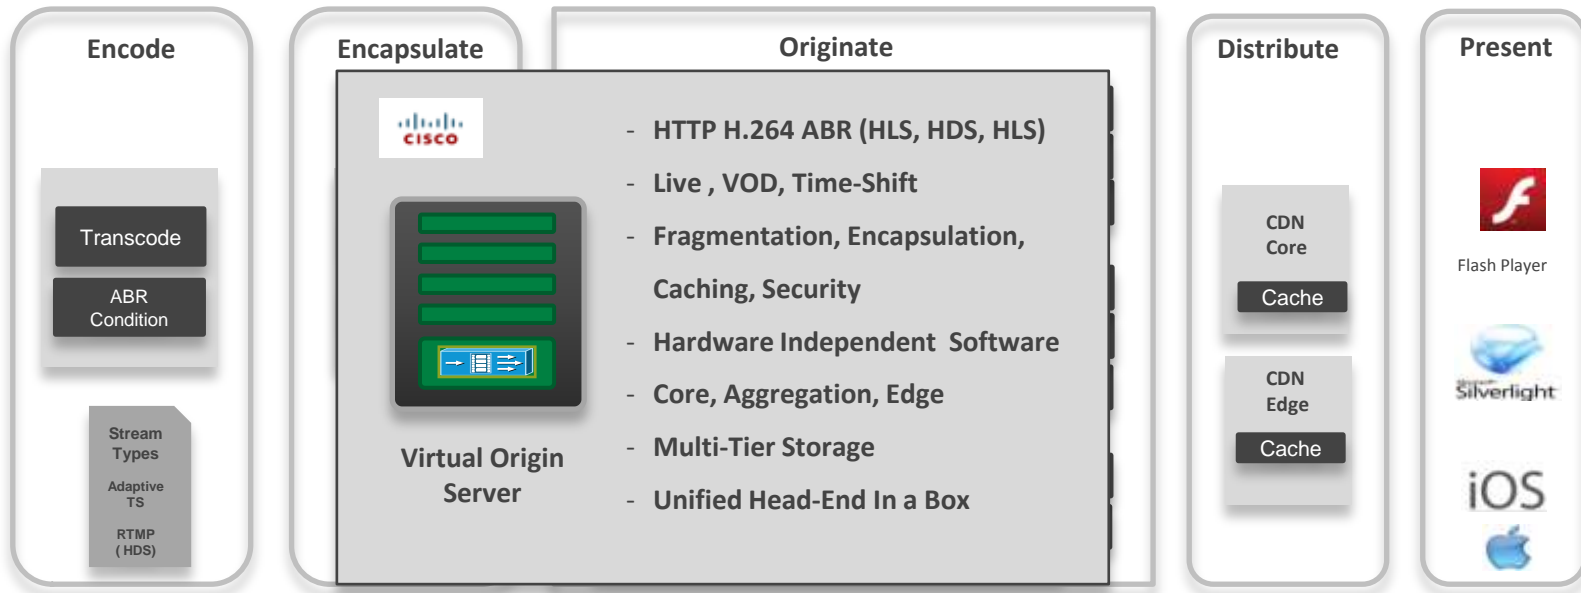 Encode
Transcode
ABR
Condition
Stream
Types
Adaptive
TS
RTMP
( HDS)
Encapsulate
Originate
CISCO
Virtual Origin
Server
- HTTP H.264 ABR (HLS, HDS, HLS)
- Live , VOD, Time-Shift
- Fragmentation, Encapsulation,
Caching, Security
- Hardware Independent Software
- Core, Aggregation, Edge
- Multi-Tier Storage
- Unified Head-End In a Box
Distribute
CDN
Core
Cache
CDN
Edge
Cache
Present
Flash Player
Microsoft
Silverlight
iOS